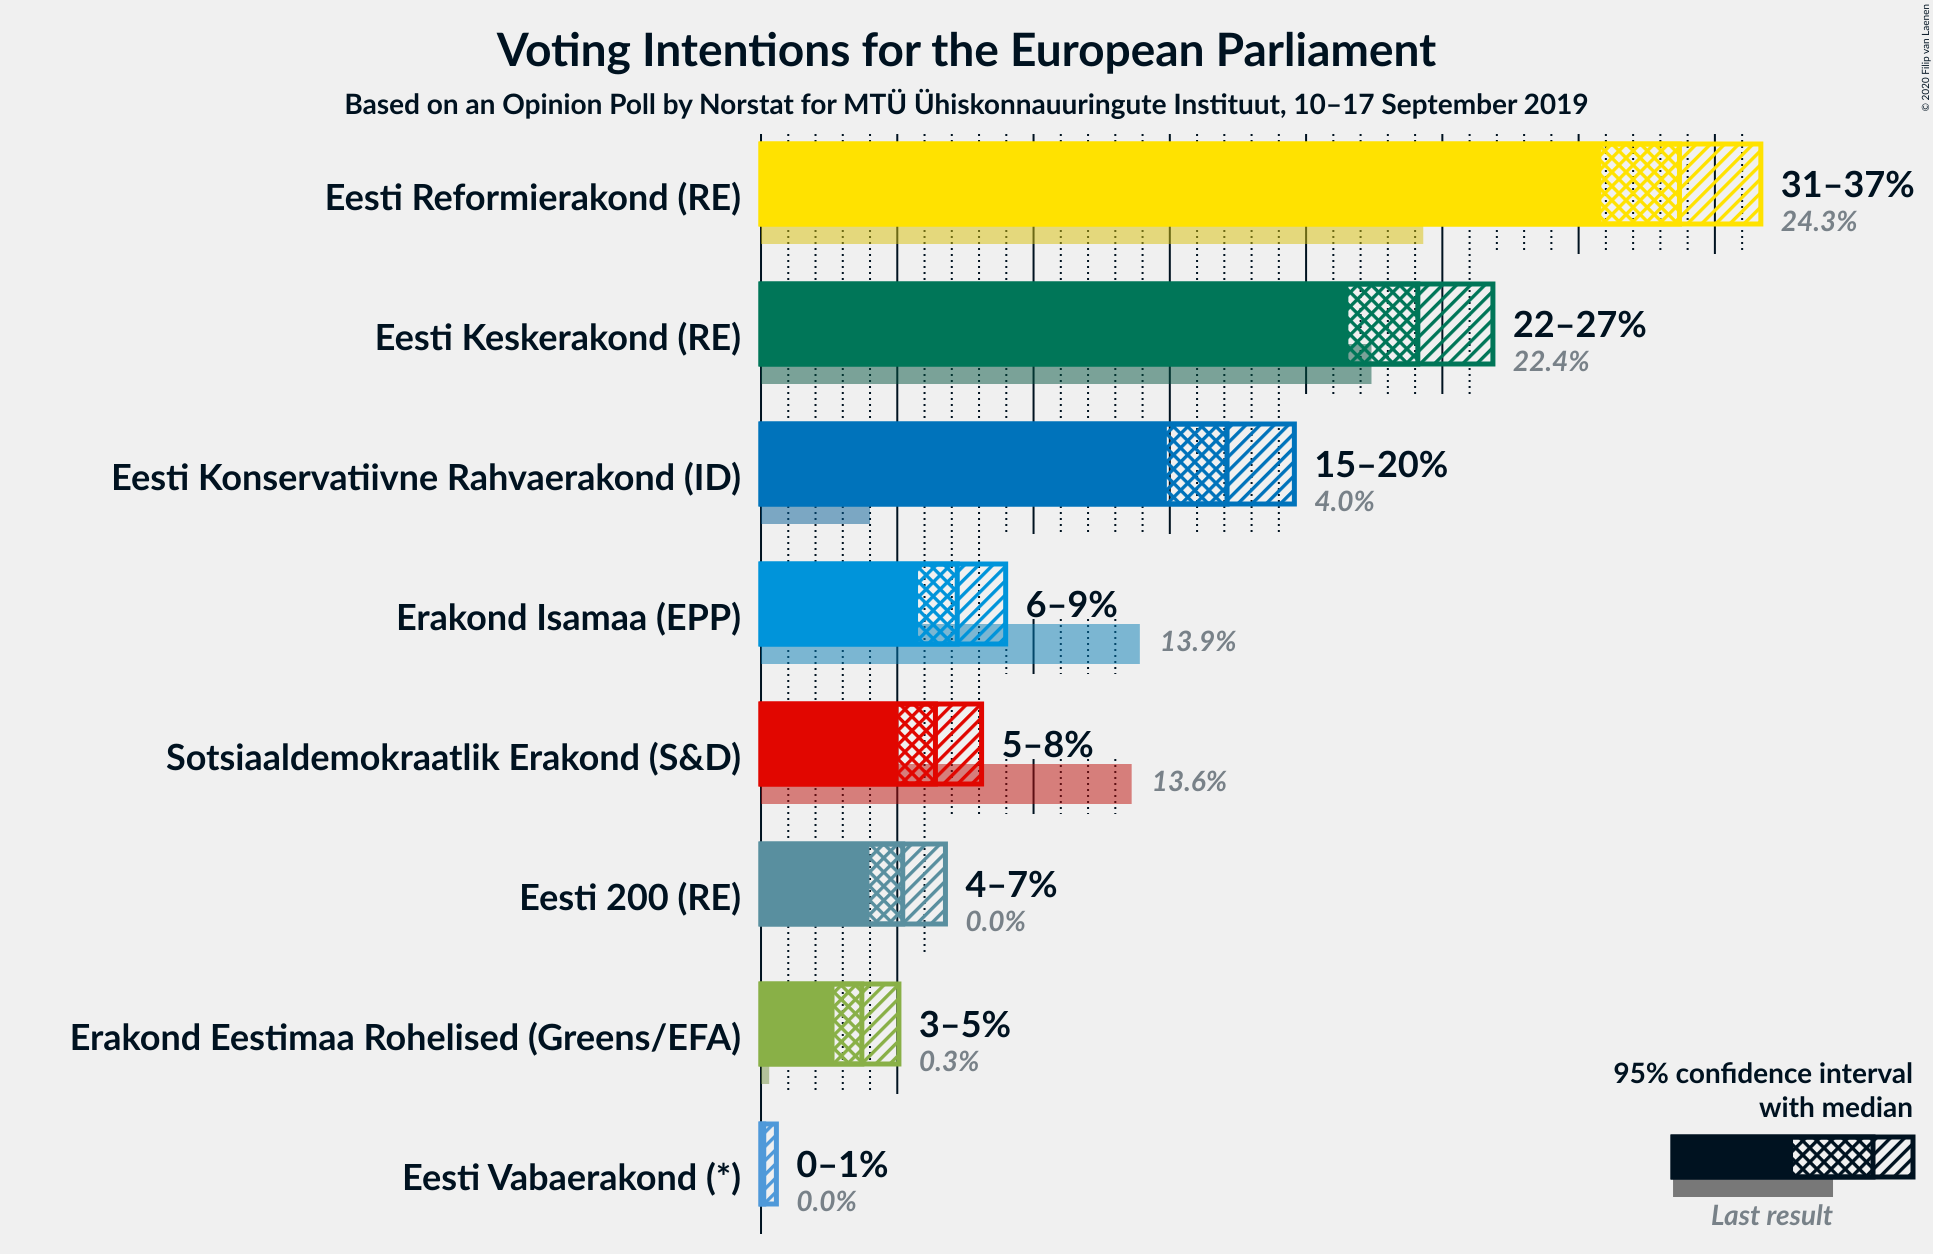 Voting Intentions for the European Parliament
Based on an Opinion Poll by Norstat for MTÜ Ühiskonnauuringute Instituut, 10–17 September 2019
© 2020 Filip van Laenen
Eesti Reformierakond (RE)
31–37%
24.3%
Eesti Keskerakond (RE)
22–27%
22.4%
Eesti Konservatiivne Rahvaerakond (ID)
15–20%
4.0%
Erakond Isamaa (EPP)
6–9%
13.9%
Sotsiaaldemokraatlik Erakond (S&D)
5–8%
13.6%
Eesti 200 (RE)
4–7%
0.0%
Erakond Eestimaa Rohelised (Greens/EFA)
3–5%
0.3%
Eesti Vabaerakond (*)
0–1%
0.0%
95% confidence interval
with median
Last result